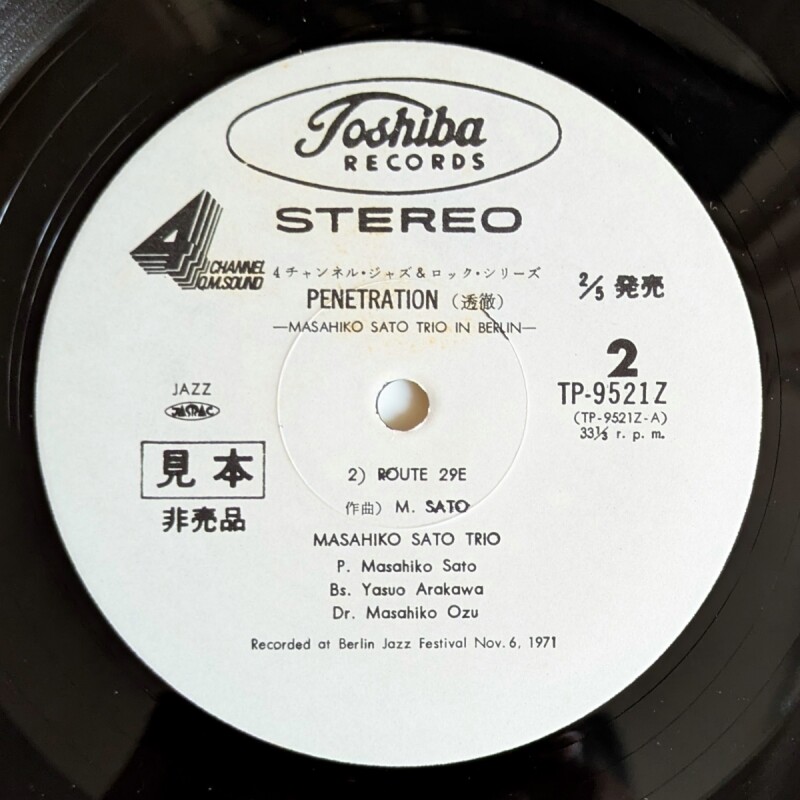 Toshiba
RECORDS
STEREO
4
CHANNEL
Q.M.SOUND
4チャンネル・ジャズ&ロック・シリーズ
PENETRATION (透徹)
—MASAHIKO SATO TRIO IN BERLIN—
2/5 発売
2
TP-9521Z
(TP-9521Z-A)
33⅓ r. p. m.
JAZZ
JASRAC
見本
非売品
2) ROUTE 29E
作曲) M. SATO
MASAHIKO SATO TRIO
P. Masahiko Sato
Bs. Yasuo Arakawa
Dr. Masahiko Ozu
Recorded at Berlin Jazz Festival Nov. 6, 1971